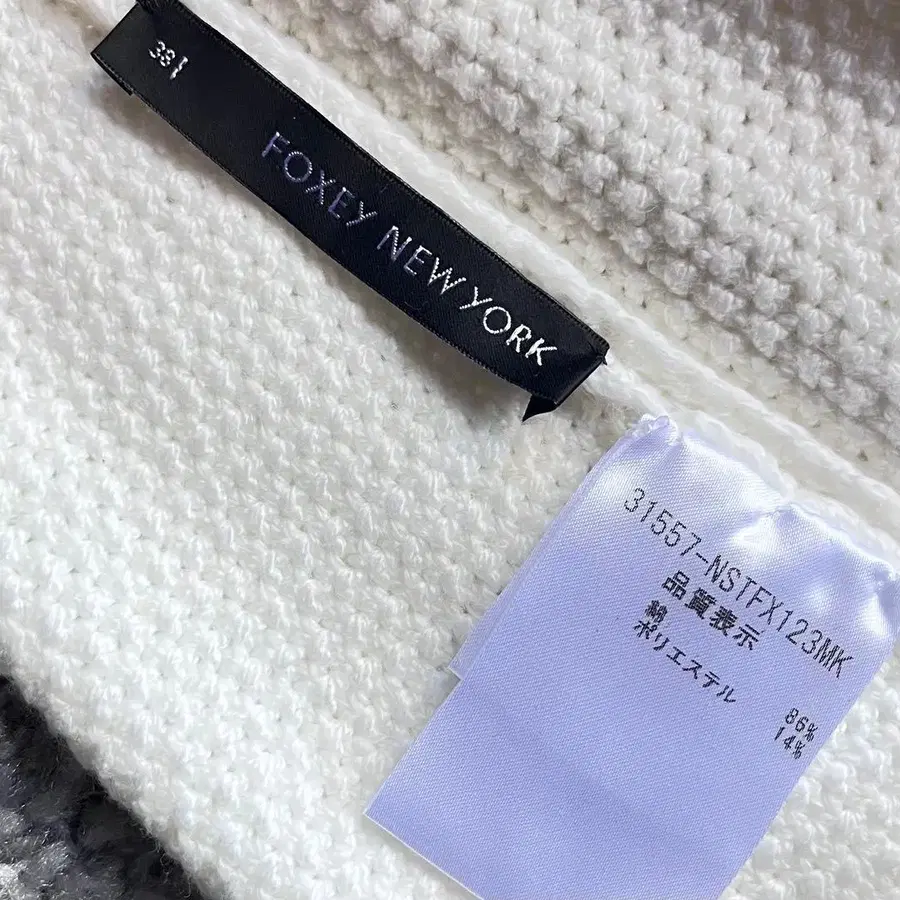 38
FOXEY NEW YORK
31557-NSTFX123MK
品質表示
綿 86%
ポリエステル 14%